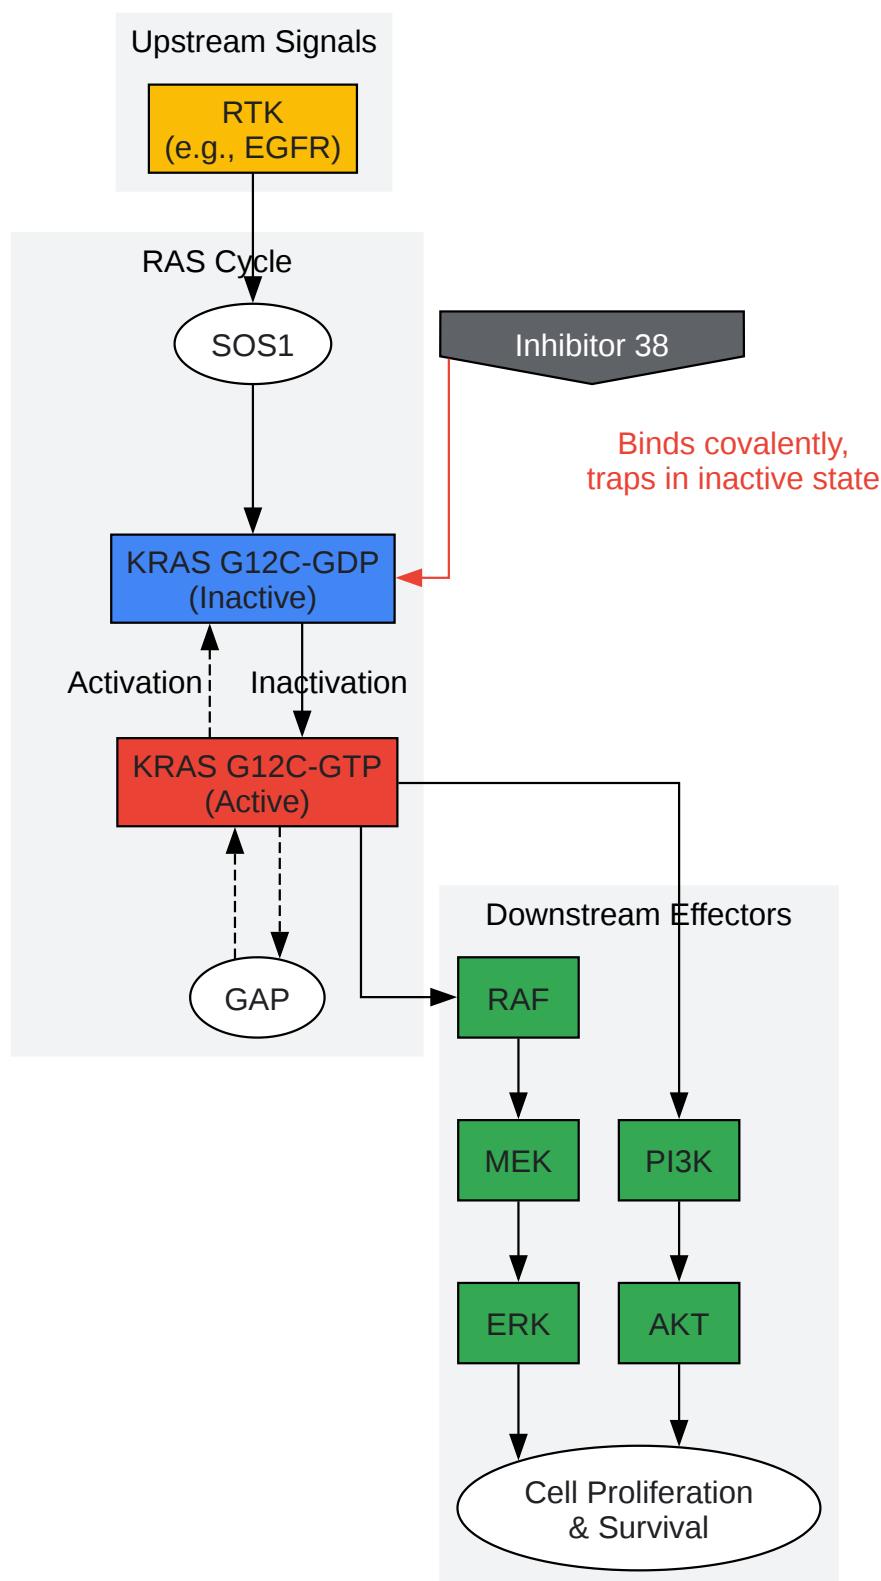 Upstream Signals
RTK
(e.g., EGFR)
RAS Cycle
SOS1
Inhibitor 38
Binds covalently,
traps in inactive state
KRAS G12C-GDP
(Inactive)
Activation
Inactivation
KRAS G12C-GTP
(Active)
Downstream Effectors
GAP
RAF
MEK
PI3K
ERK
AKT
Cell Proliferation
& Survival